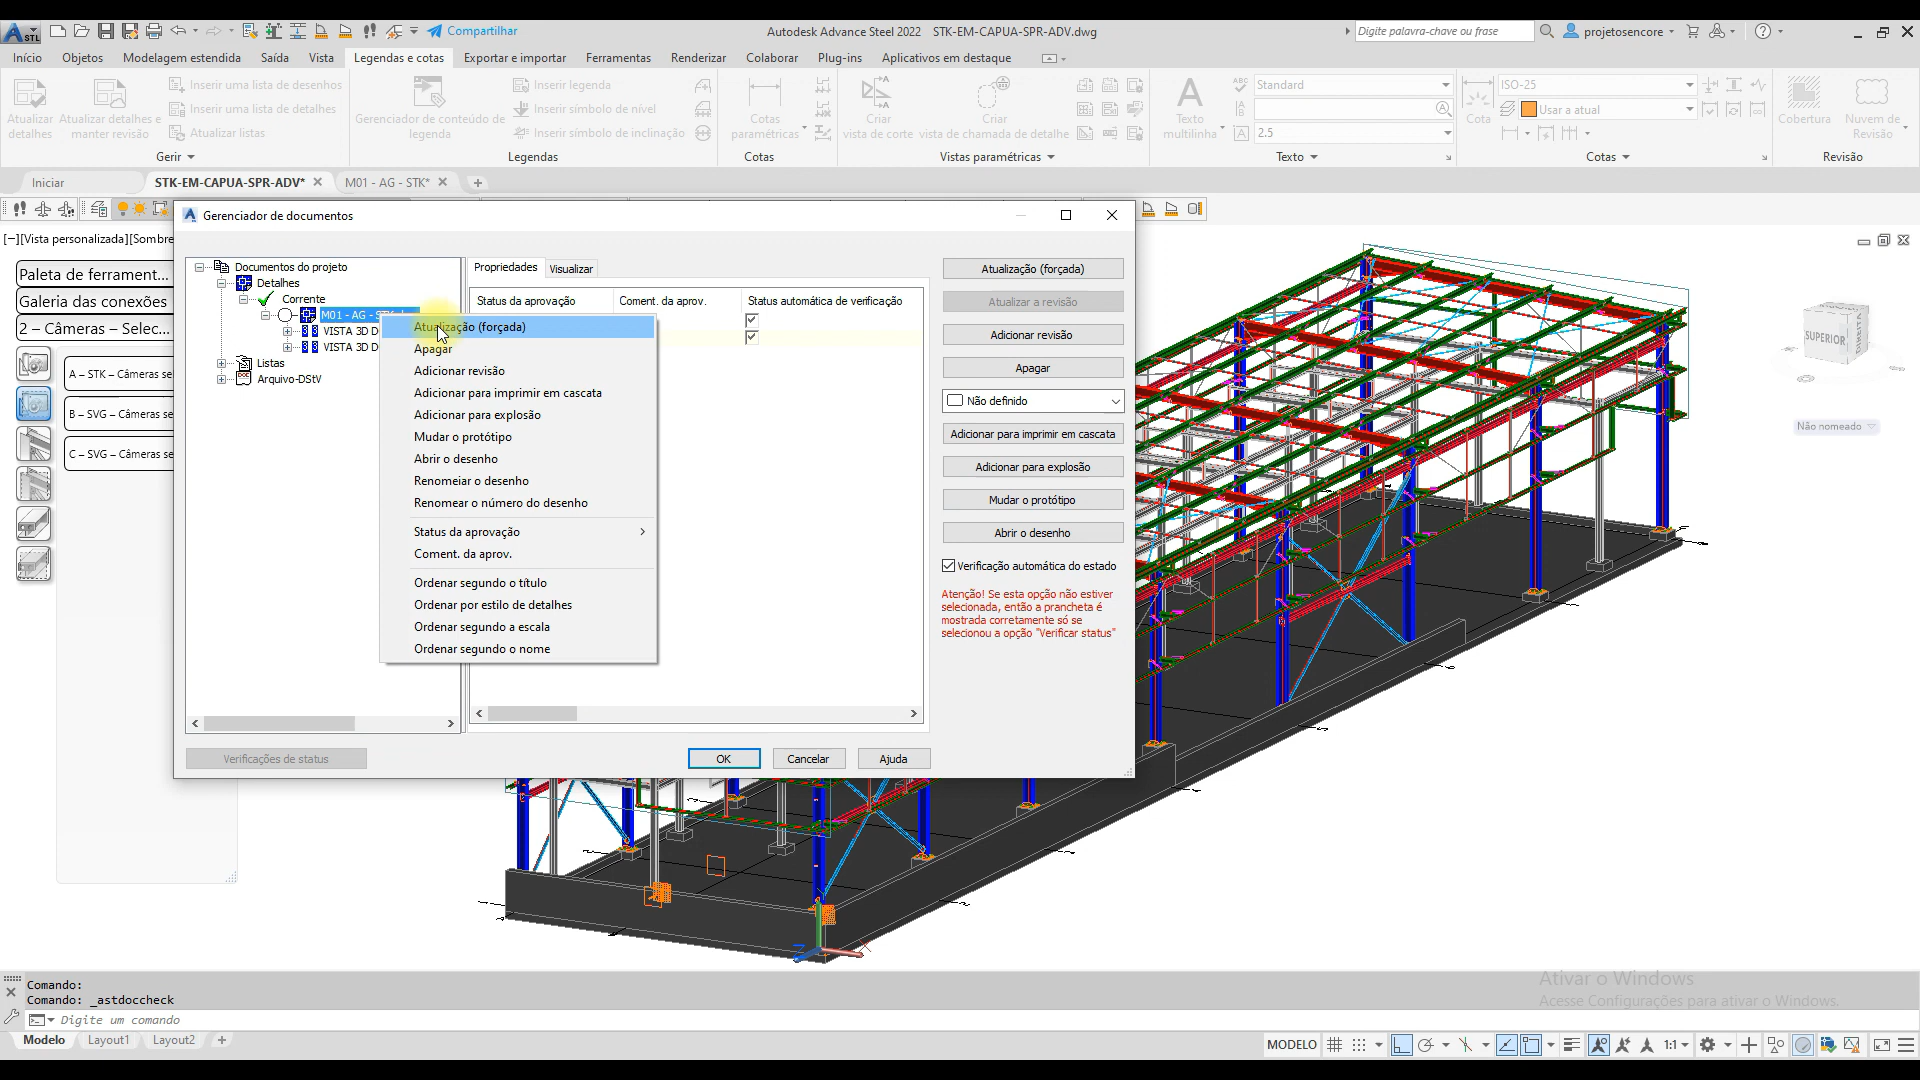 Compartilhar
Autodesk Advance Steel 2022 STK-EM-CAPUA-SPR-ADV.dwg
Digite palavra-chave ou frase
projetosencore
Início Objetos Modelagem estendida Saída Vista Legendas e cotas Exportar e importar Ferramentas Renderizar Colaborar Plug-ins Aplicativos em destaque
Atualizar detalhes
Atualizar detalhes e manter revisão
Inserir uma lista de desenhos
Inserir uma lista de detalhes
Atualizar listas
Gerir
Gerenciador de conteúdo de legenda
Inserir legenda
Inserir símbolo de nível
Inserir símbolo de inclinação
Legendas
Cotas paramétricas
Cotas
Criar vista de corte
Criar vista de chamada de detalhe
Vistas paramétricas
Texto multilinha
Standard
2.5
Texto
Cota
ISO-25
Usar a atual
Cotas
Cobertura
Nuvem de Revisão
Revisão
Iniciar
STK-EM-CAPUA-SPR-ADV*
M01 - AG - STK*
[−][Vista personalizada][Sombre
Paleta de ferrament...
Galeria das conexões
2 – Câmeras – Selec...
A – STK – Câmeras se
B – SVG – Câmeras se
C – SVG – Câmeras se
Gerenciador de documentos
Documentos do projeto
Detalhes
Corrente
M01 - AG - STK
VISTA 3D D
VISTA 3D D
Listas
Arquivo-DStV
Propriedades
Visualizar
Status da aprovação
Coment. da aprov.
Status automática de verificação
Atualização (forçada)
Apagar
Adicionar revisão
Adicionar para imprimir em cascata
Adicionar para explosão
Mudar o protótipo
Abrir o desenho
Renomeiar o desenho
Renomear o número do desenho
Status da aprovação
Coment. da aprov.
Ordenar segundo o título
Ordenar por estilo de detalhes
Ordenar segundo a escala
Ordenar segundo o nome
Atualização (forçada)
Atualizar a revisão
Adicionar revisão
Apagar
Não definido
Adicionar para imprimir em cascata
Adicionar para explosão
Mudar o protótipo
Abrir o desenho
Verificação automática do estado
Atenção! Se esta opção não estiver
selecionada, então a prancheta é
mostrada corretamente só se
selecionou a opção "Verificar status"
Verificações de status
OK
Cancelar
Ajuda
SUPERIOR
DIREITA
Não nomeado
Z
X
Ativar o Windows
Acesse Configurações para ativar o Windows.
Comando:
Comando: _astdoccheck
Digite um comando
Modelo Layout1 Layout2
MODELO
1:1